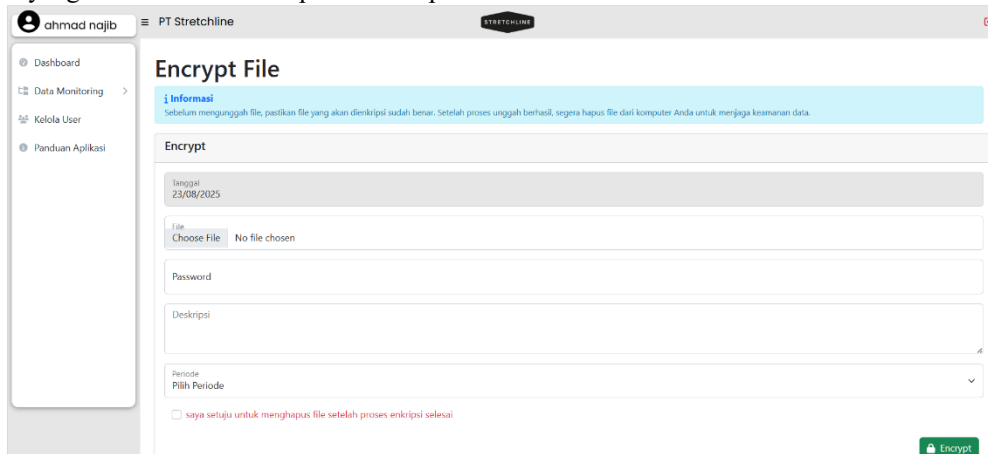 ahmad najib
≡ PT Stretchline
STRETCHLINE
Dashboard
Data Monitoring >
Kelola User
Panduan Aplikasi
Encrypt File
i Informasi
Sebelum mengunggah file, pastikan file yang akan dienkripsi sudah benar. Setelah proses unggah berhasil, segera hapus file dari komputer Anda untuk menjaga keamanan data.
Encrypt
Tanggal
23/08/2025
File
Choose File No file chosen
Password
Deskripsi
Periode
Pilih Periode
saya setuju untuk menghapus file setelah proses enkripsi selesai
Encrypt